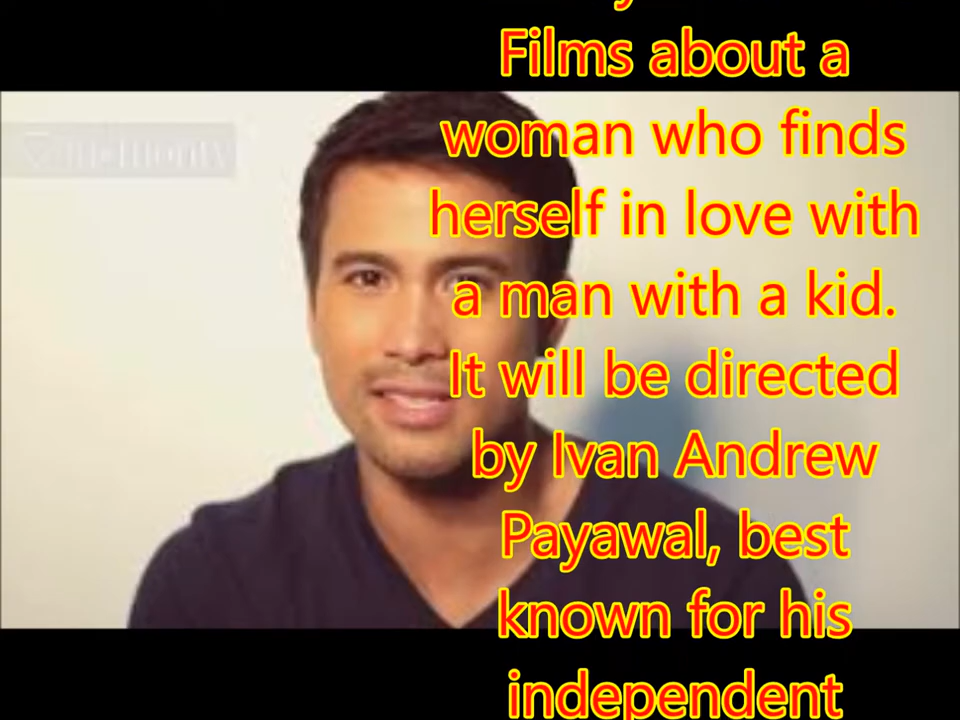 Films about a
woman who finds
herself in love with
a man with a kid.
It will be directed
by Ivan Andrew
Payawal, best
known for his
independent